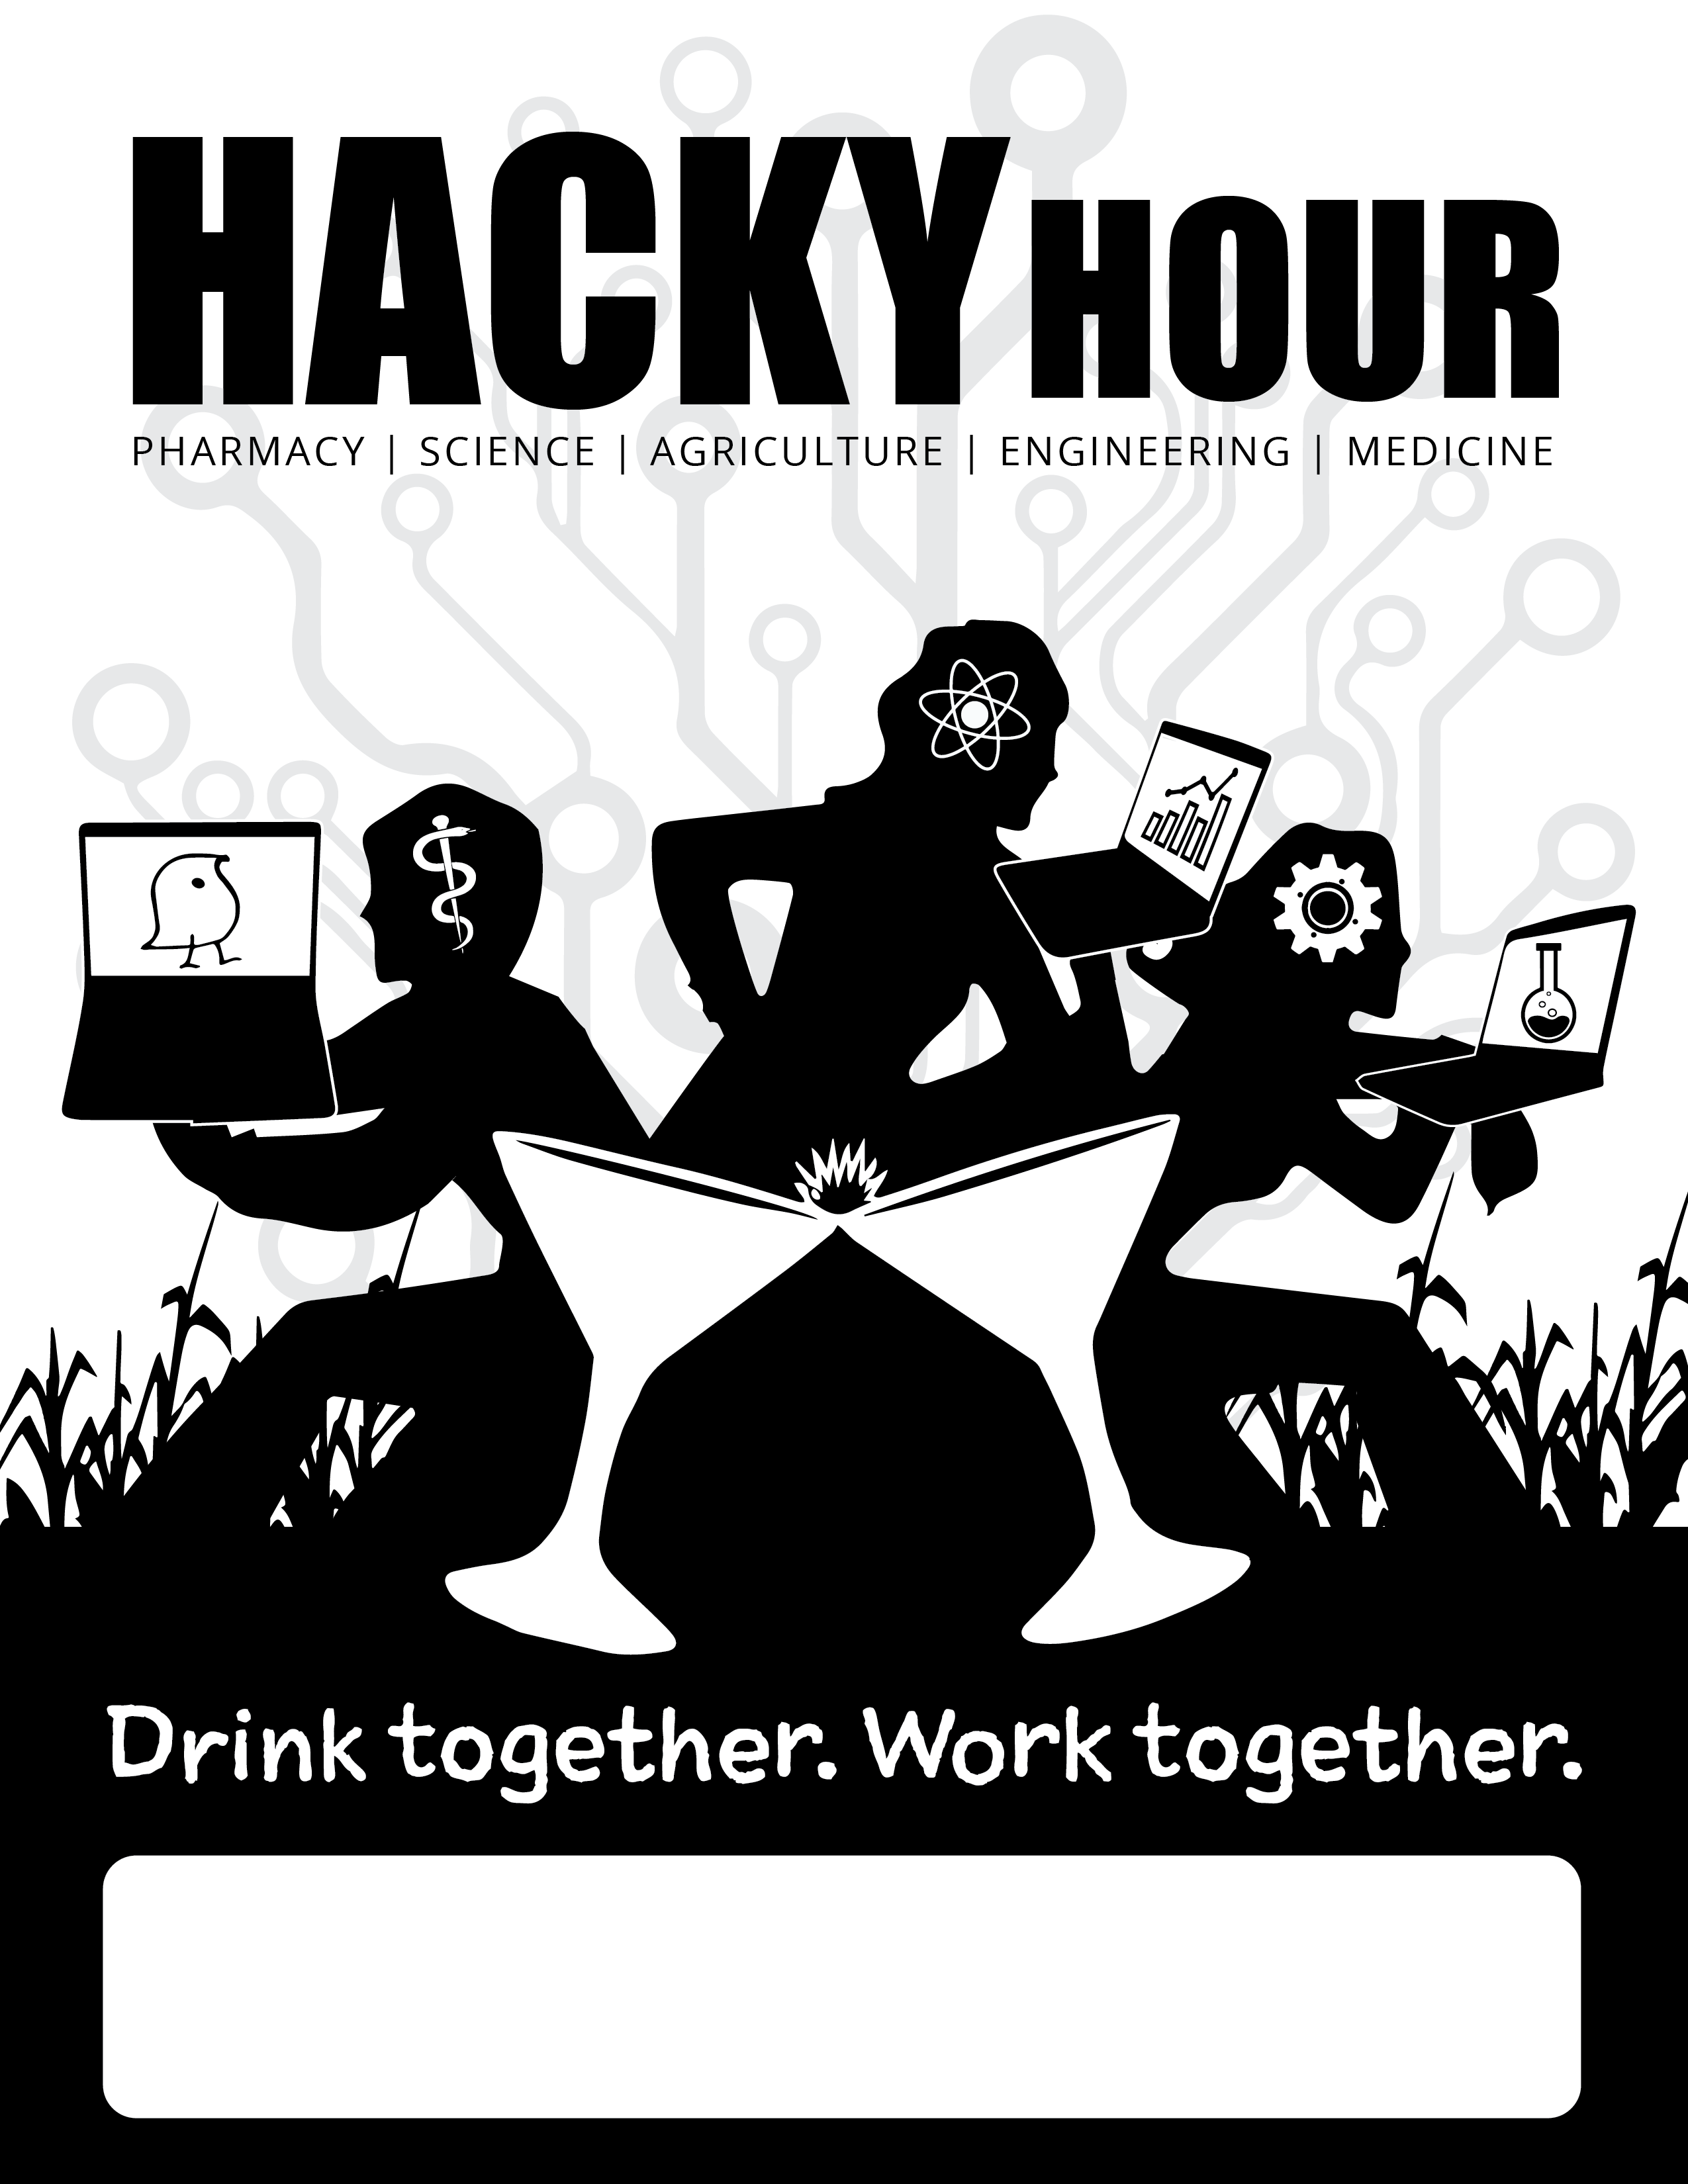 HACKY HOUR
PHARMACY | SCIENCE | AGRICULTURE | ENGINEERING | MEDICINE
Drink together. Work together.